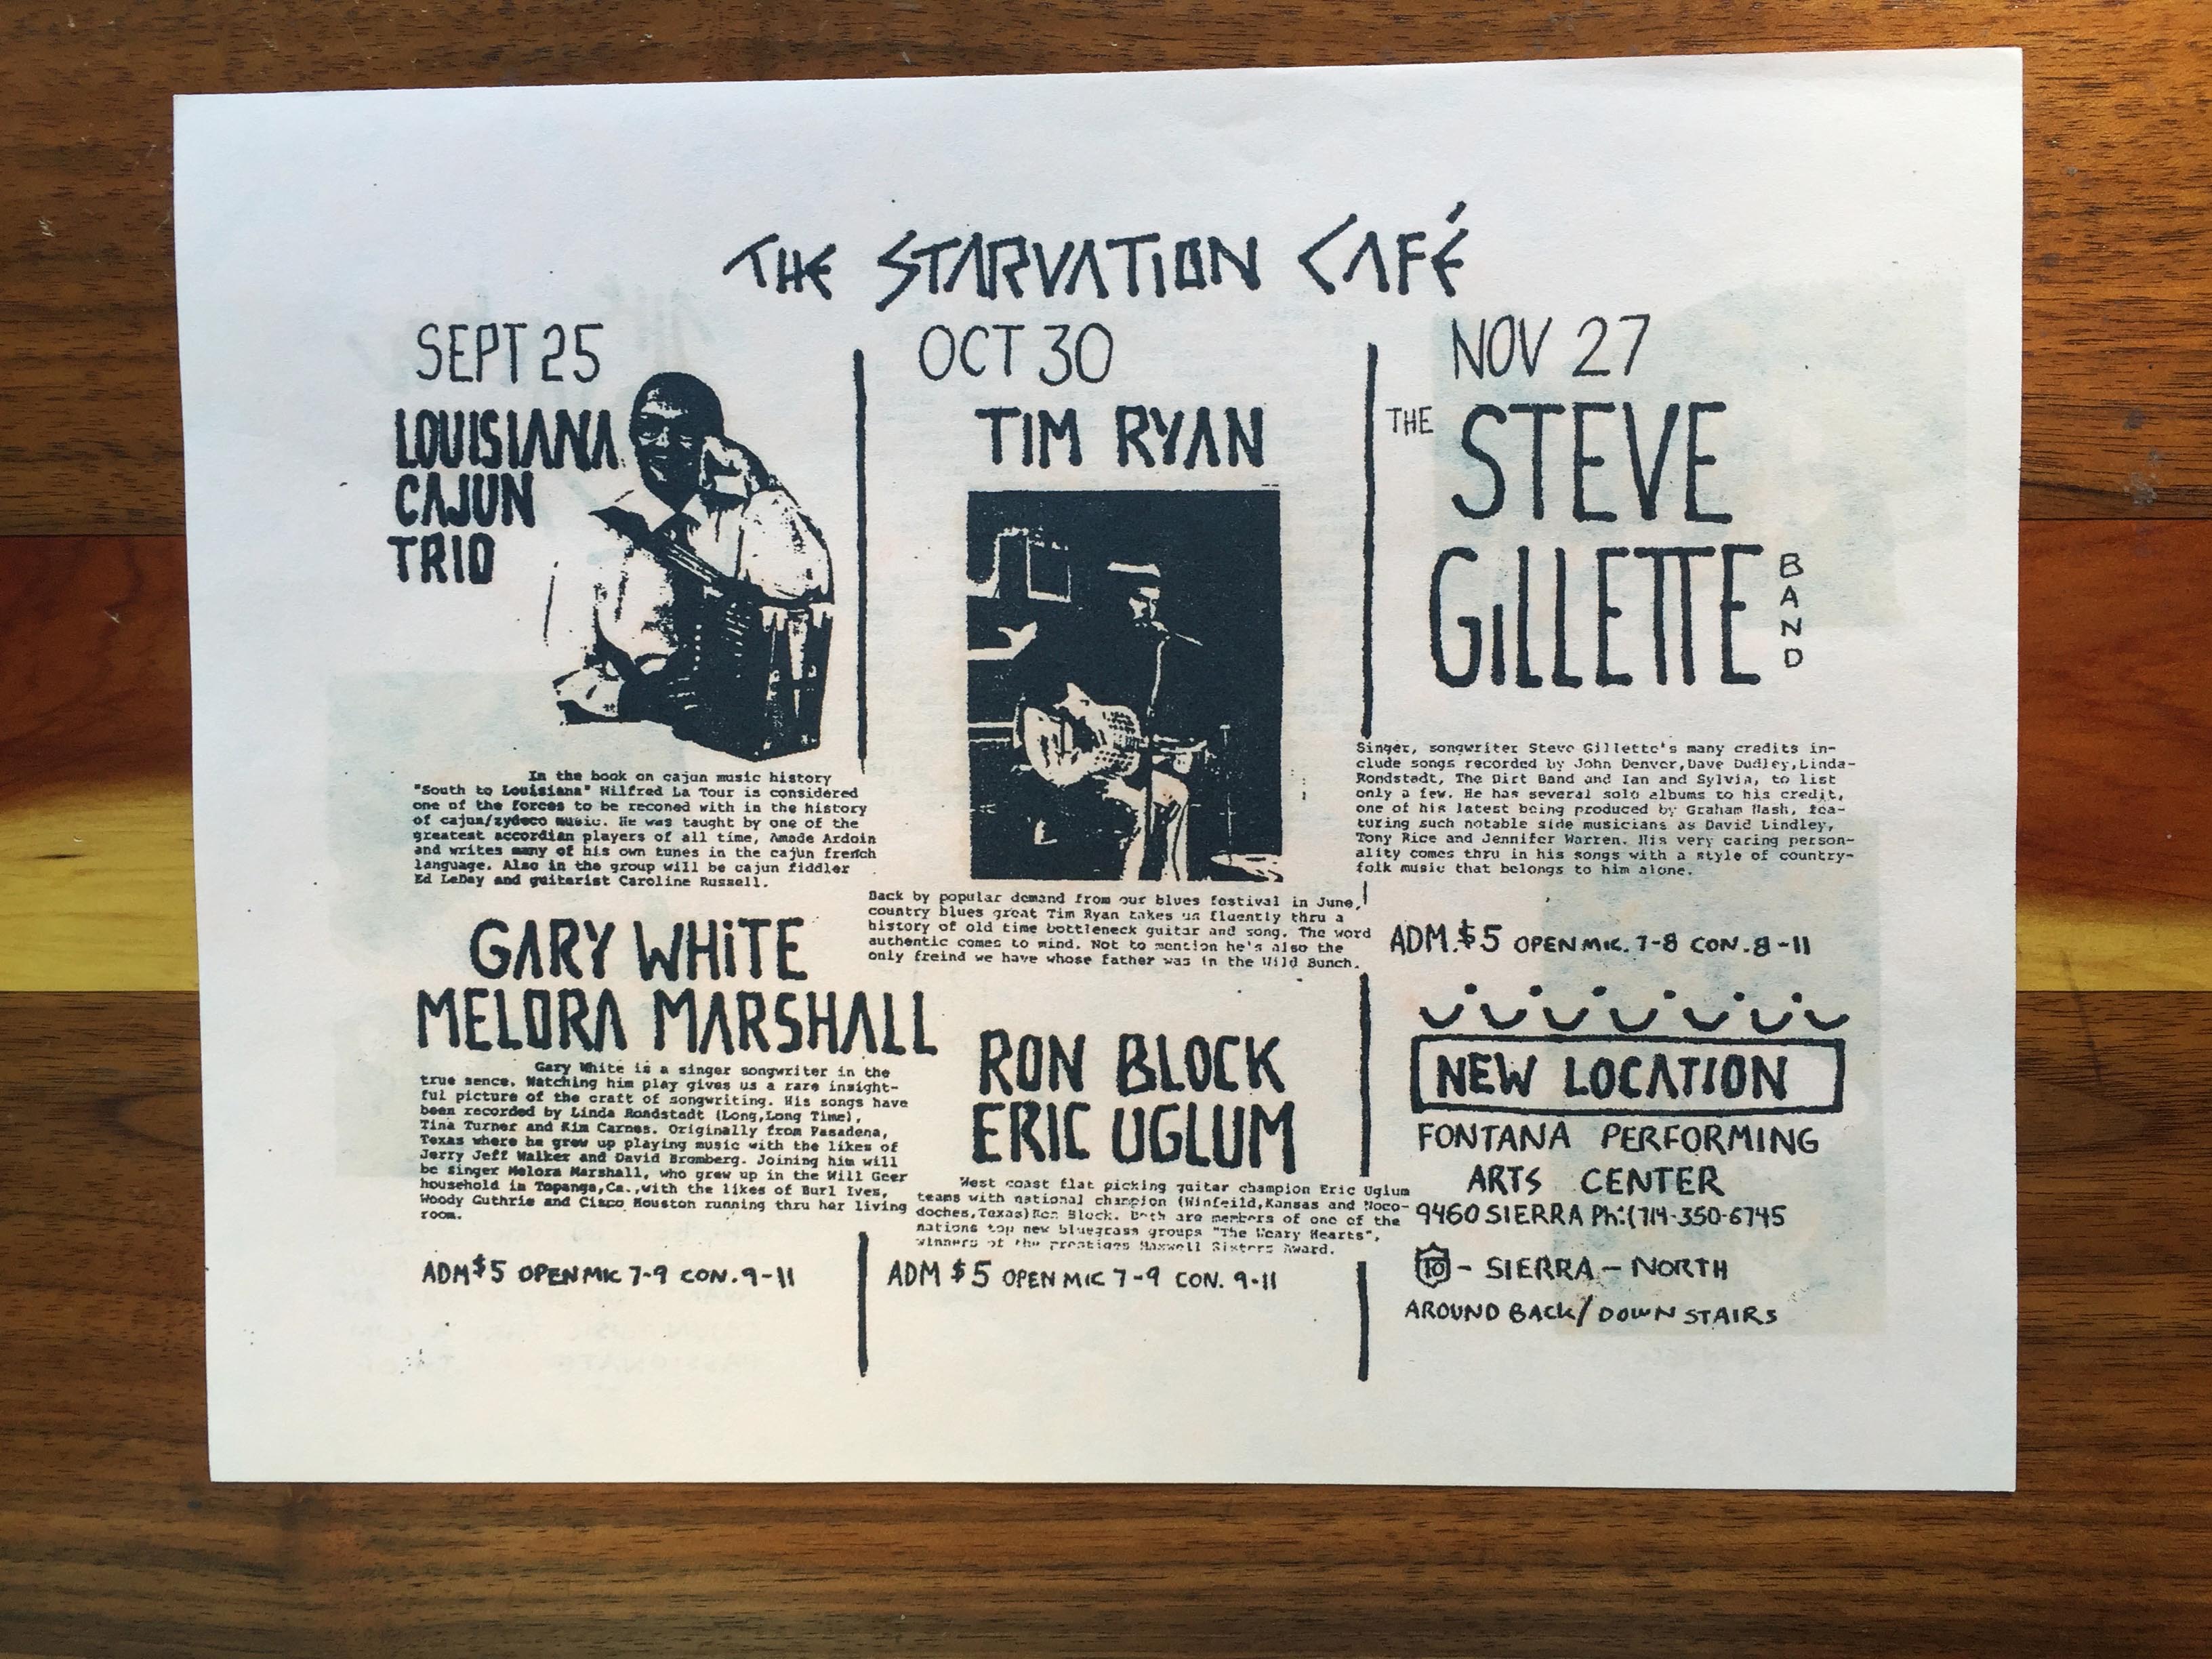 THE STARVATION CAFÉ
SEPT 25
LOUISIANA
CAJUN
TRIO
In the book on cajun music history
"South to Louisiana" Wilfred La Tour is considered
one of the forces to be reconed with in the history
of cajun/zydeco music. He was taught by one of the
greatest accordian players of all time, Amade Ardoin
and writes many of his own tunes in the cajun french
language. Also in the group will be cajun fiddler
Ed LeDay and guitarist Caroline Russell.
GARY WHITE
MELORA MARSHALL
Gary White is a singer songwriter in the
true sence. Watching him play gives us a rare insight-
ful picture of the craft of songwriting. His songs have
been recorded by Linda Rondstadt (Long,Long Time),
Tina Turner and Kim Carnes. Originally from Pasadena,
Texas where he grew up playing music with the likes of
Jerry Jeff Walker and David Bromberg. Joining him will
be singer Melora Marshall, who grew up in the Will Geer
household in Topanga,Ca.,with the likes of Burl Ives,
Woody Guthrie and Cisco Houston running thru her living
room.
ADM $5 OPEN MIC 7-9 CON. 9-11
OCT 30
TIM RYAN
Back by popular demand from our blues festival in June,
country blues great Tim Ryan takes us fluently thru a
history of old time bottleneck guitar and song. The word
authentic comes to mind. Not to mention he's also the
only freind we have whose father was in the Wild Bunch.
RON BLOCK
ERIC UGLUM
West coast flat picking guitar champion Eric Uglum
teams with national champion (Winfeild,Kansas and Noco-
doches,Texas)Ron Block. Both are members of one of the
nations top new bluegrass groups "The Weary Hearts",
winners of the prestiges Maxwell Sisters Award.
ADM $5 OPEN MIC 7-9 CON. 9-11
NOV 27
THE STEVE
GILLETTE BAND
Singer, songwriter Steve Gillette's many credits in-
clude songs recorded by John Denver,Dave Dudley,Linda-
Rondstadt, The Dirt Band and Ian and Sylvia, to list
only a few. He has several solo albums to his credit,
one of his latest being produced by Graham Nash, fea-
turing such notable side musicians as David Lindley,
Tony Rice and Jennifer Warren. His very caring person-
ality comes thru in his songs with a style of country-
folk music that belongs to him alone.
ADM. $5 OPEN MIC. 7-8 CON. 8-11
NEW LOCATION
FONTANA PERFORMING
ARTS CENTER
9460 SIERRA Ph:(714-350-6745
10 - SIERRA - NORTH
AROUND BACK/DOWN STAIRS